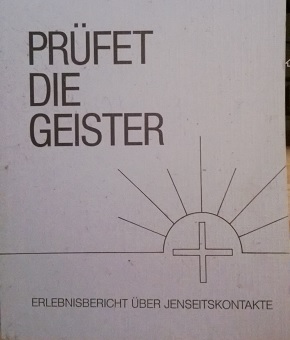 PRÜFET
DIE
GEISTER
ERLEBNISBERICHT ÜBER JENSEITSKONTAKTE